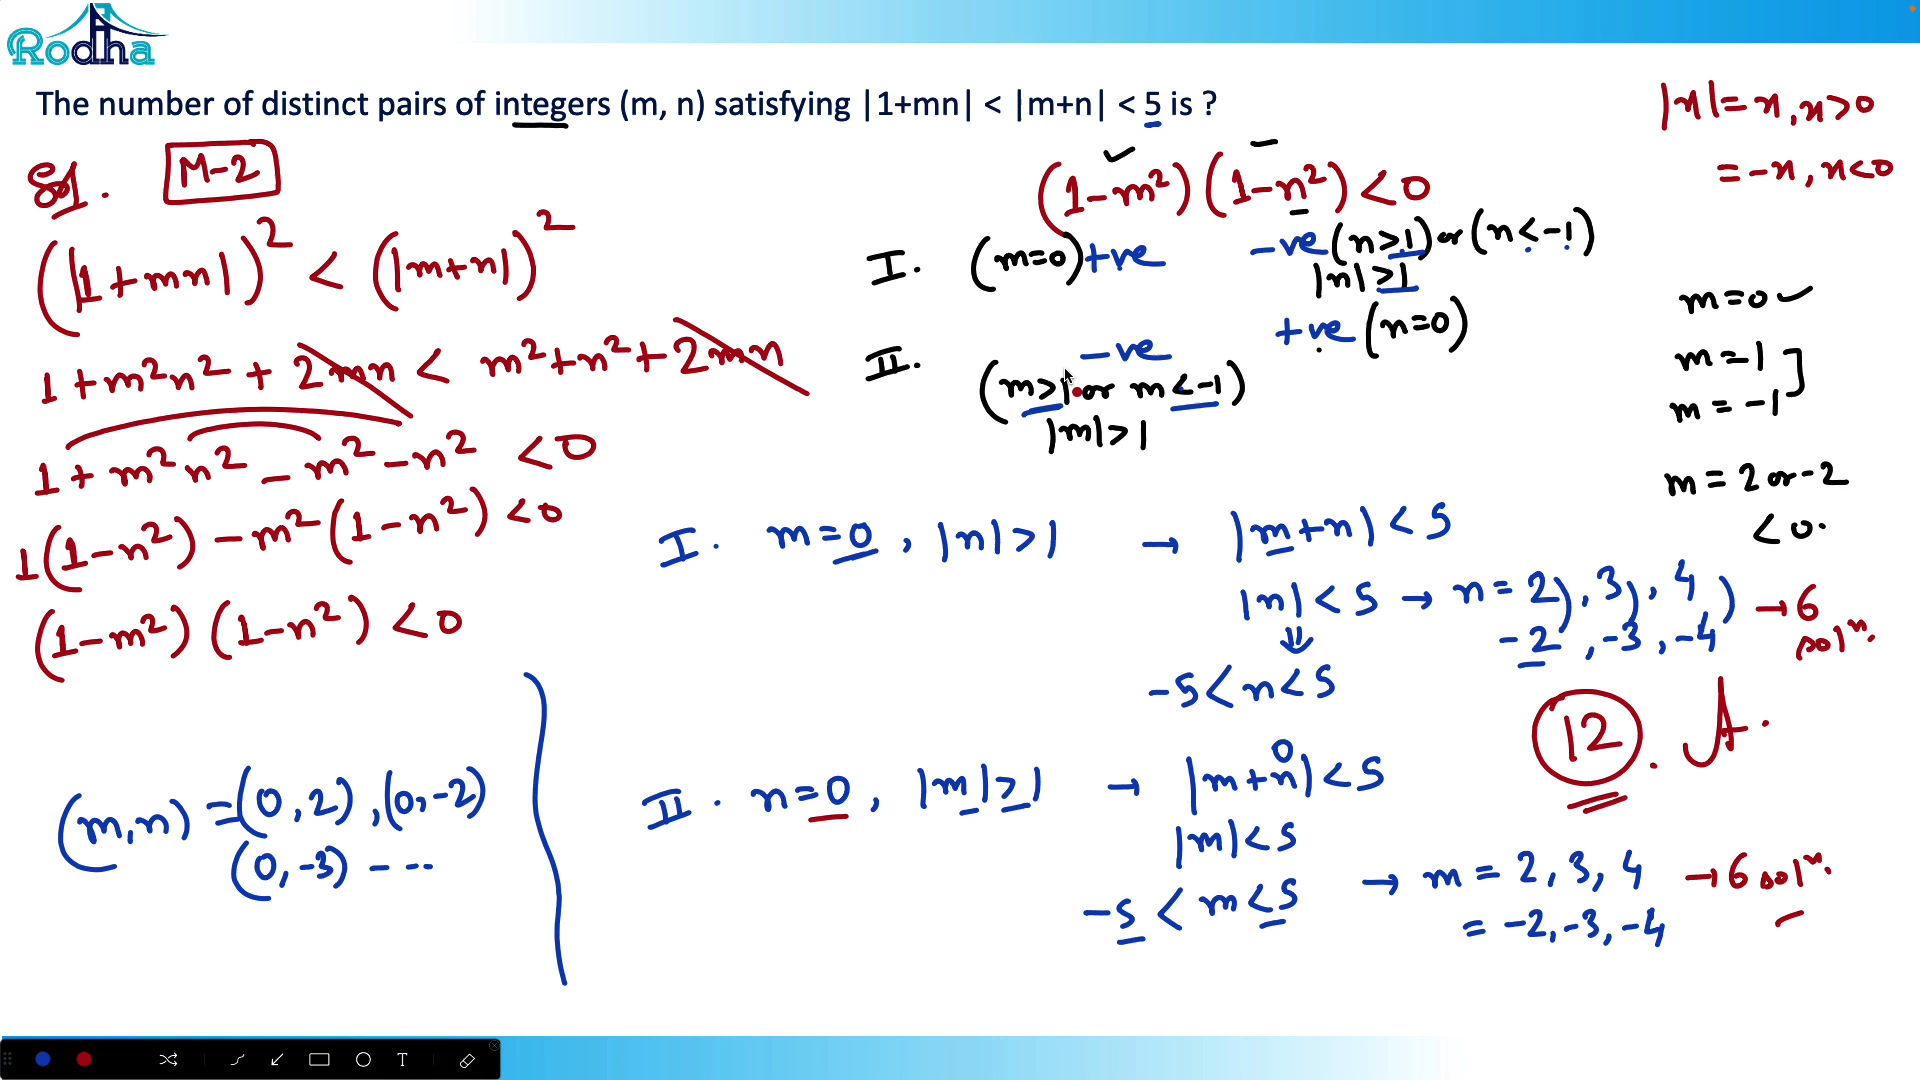 Rodha
The number of distinct pairs of integers (m, n) satisfying |1+mn| < |m+n| < 5 is ?
|x| = x, x>0
= -x, x<0
Sol.
M-2
(|1+mn|)² < (|m+n|)²
1 + m²n² + 2mn < m²+n²+2mn
1 + m²n² - m² - n² < 0
1(1-n²) - m²(1-n²) < 0
(1-m²) (1-n²) < 0
(1-m²) (1-n²) < 0
I. (m=0) +ve -ve (n>1) or (n<-1)
|n|>1
II. -ve +ve (n=0)
(m>1 or m<-1)
|m|>1
m=0 ✓
m=1
m=-1
m = 2 or -2
<0.
I. m=0, |n|>1 → |m+n| < 5
|n| < 5 → n = 2, 3, 4
-2, -3, -4 → 6 solⁿ.
⇓
-5 < n < 5
12. A.
II. n=0, |m|>1 → |m+n| < 5
0
|m| < 5
-5 < m < 5 → m = 2, 3, 4 → 6 solⁿ.
= -2, -3, -4
(m,n) = (0,2), (0,-2)
(0,-3) - --
T